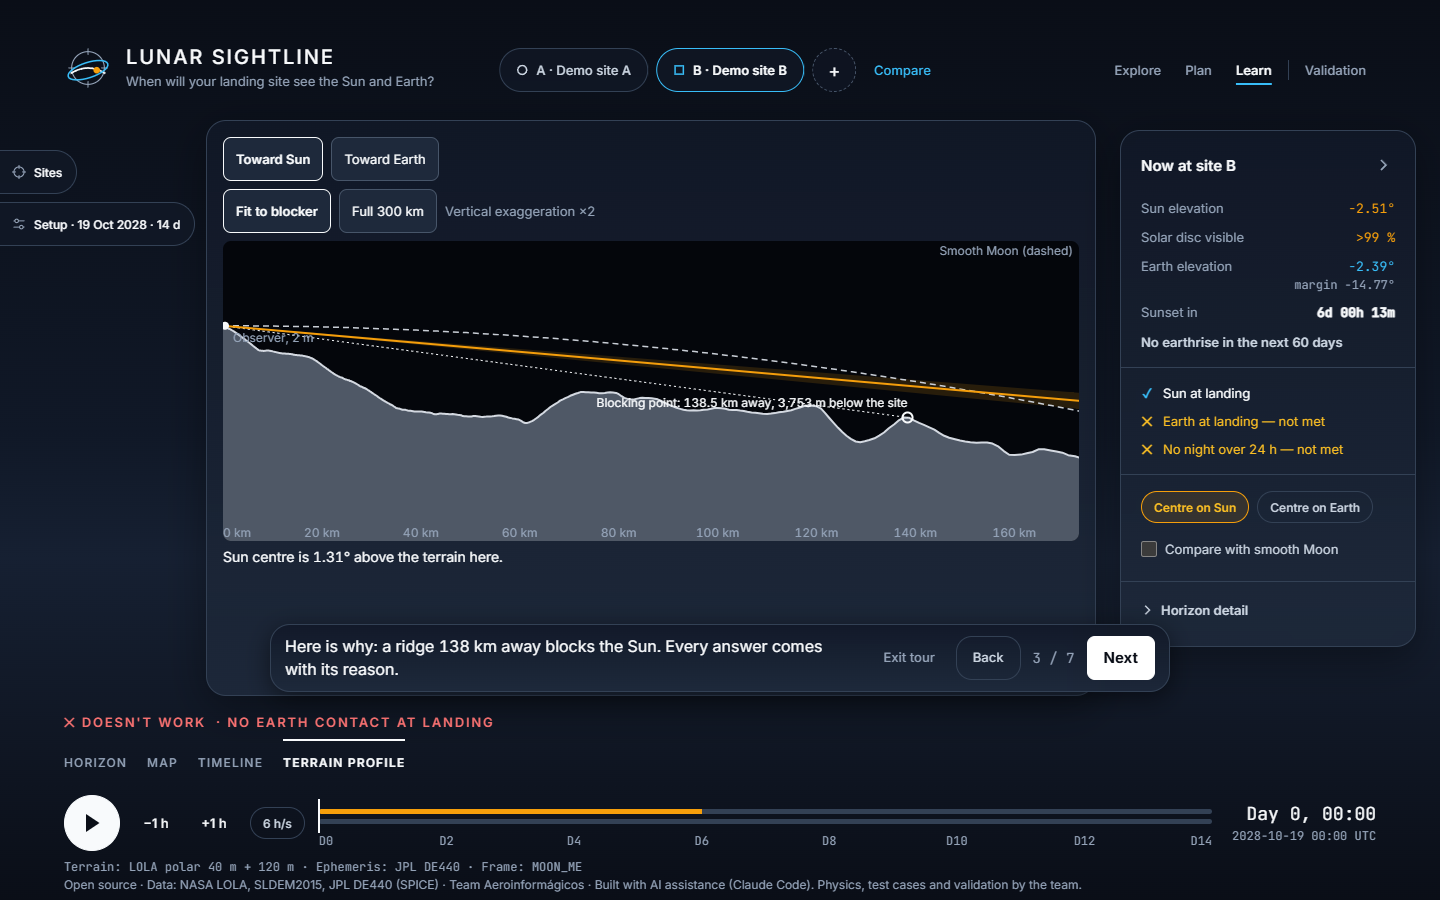 LUNAR SIGHTLINE
When will your landing site see the Sun and Earth?
A · Demo site A
B · Demo site B
+
Compare
Explore
Plan
Learn
Validation
Sites
Setup · 19 Oct 2028 · 14 d
Toward Sun
Toward Earth
Fit to blocker
Full 300 km
Vertical exaggeration ×2
Smooth Moon (dashed)
Observer, 2 m
Blocking point: 138.5 km away, 3,753 m below the site
0 km
20 km
40 km
60 km
80 km
100 km
120 km
140 km
160 km
Sun centre is 1.31° above the terrain here.
Now at site B
Sun elevation
-2.51°
Solar disc visible
>99 %
Earth elevation
-2.39°
margin -14.77°
Sunset in
6d 00h 13m
No earthrise in the next 60 days
Sun at landing
Earth at landing — not met
No night over 24 h — not met
Centre on Sun
Centre on Earth
Compare with smooth Moon
Horizon detail
Here is why: a ridge 138 km away blocks the Sun. Every answer comes
with its reason.
Exit tour
Back
3 / 7
Next
DOESN'T WORK · NO EARTH CONTACT AT LANDING
HORIZON
MAP
TIMELINE
TERRAIN PROFILE
−1 h
+1 h
6 h/s
D0
D2
D4
D6
D8
D10
D12
D14
Day 0, 00:00
2028-10-19 00:00 UTC
Terrain: LOLA polar 40 m + 120 m · Ephemeris: JPL DE440 · Frame: MOON_ME
Open source · Data: NASA LOLA, SLDEM2015, JPL DE440 (SPICE) · Team Aeroinformágicos · Built with AI assistance (Claude Code). Physics, test cases and validation by the team.